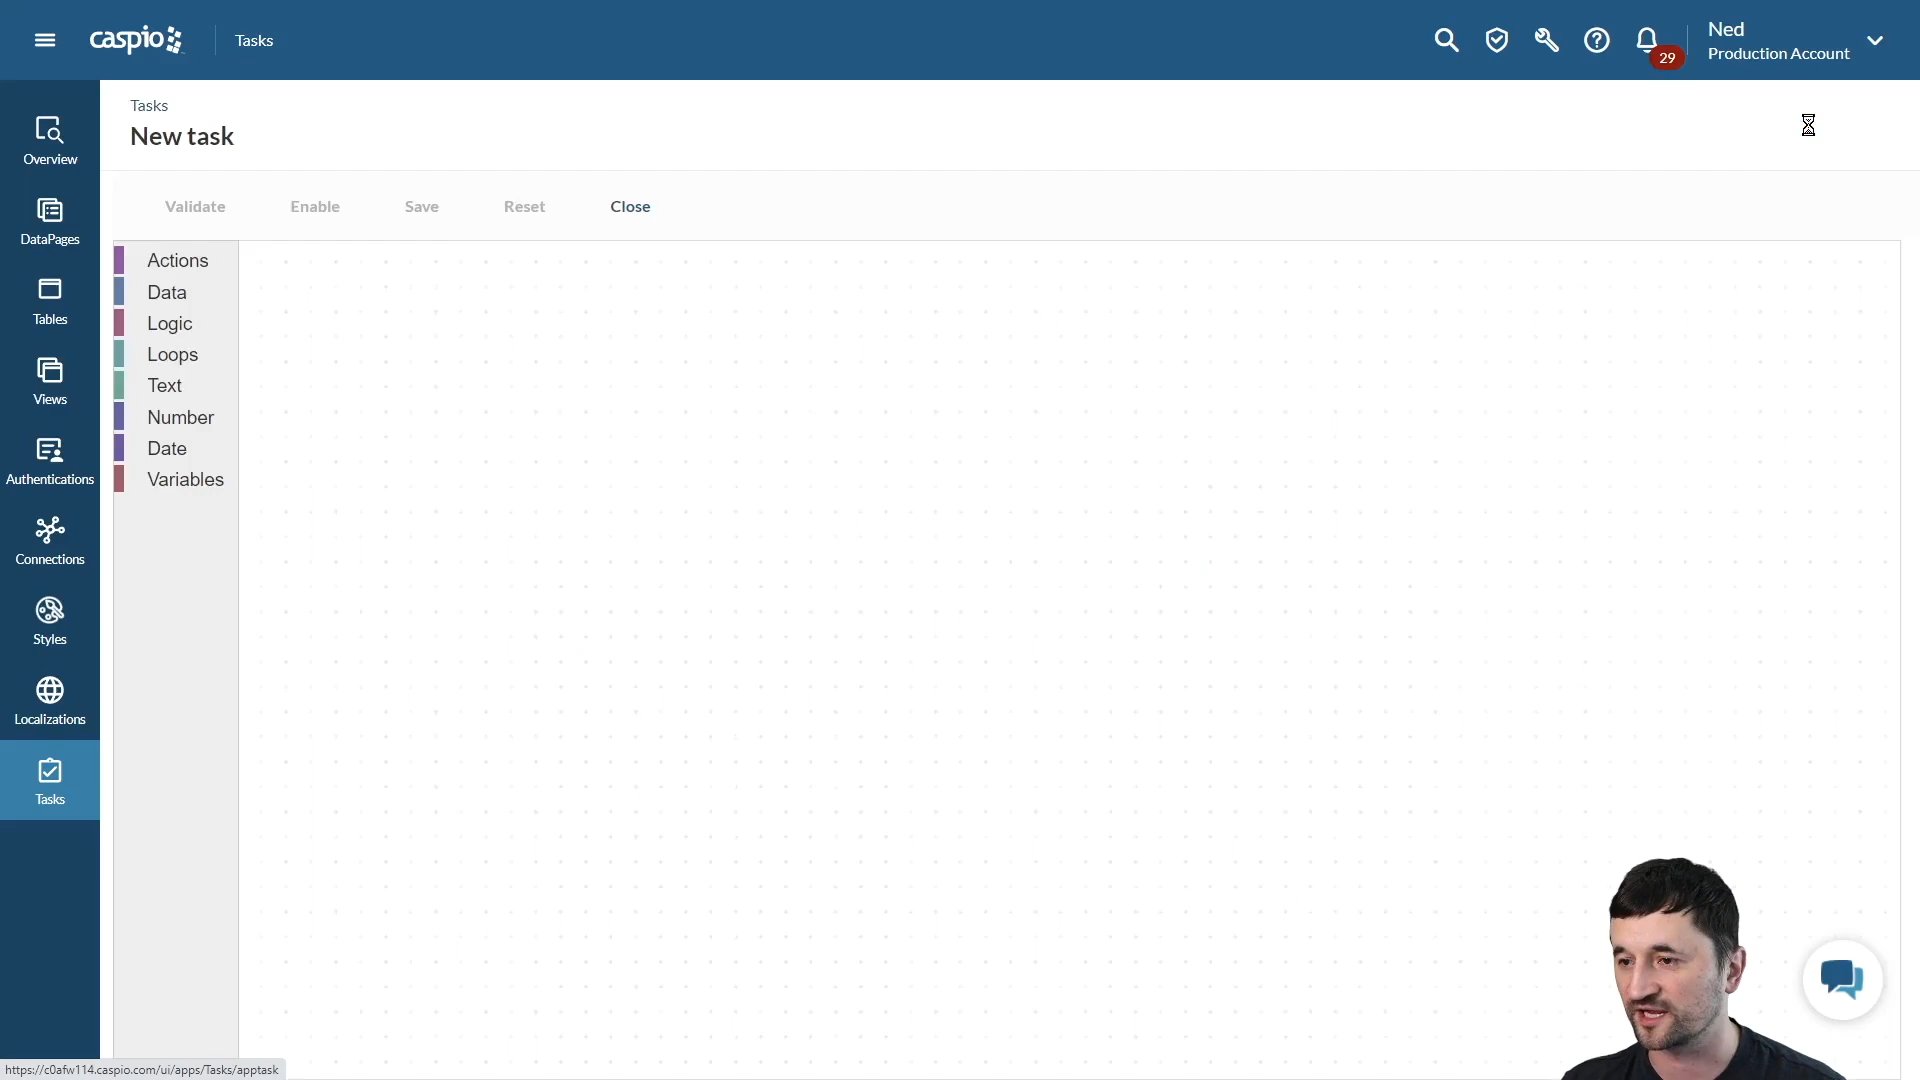 caspio
Tasks
29
Ned
Production Account
Overview
DataPages
Tables
Views
Authentications
Connections
Styles
Localizations
Tasks
Tasks
New task
Validate
Enable
Save
Reset
Close
Actions
Data
Logic
Loops
Text
Number
Date
Variables
https://c0afw114.caspio.com/ui/apps/Tasks/apptask